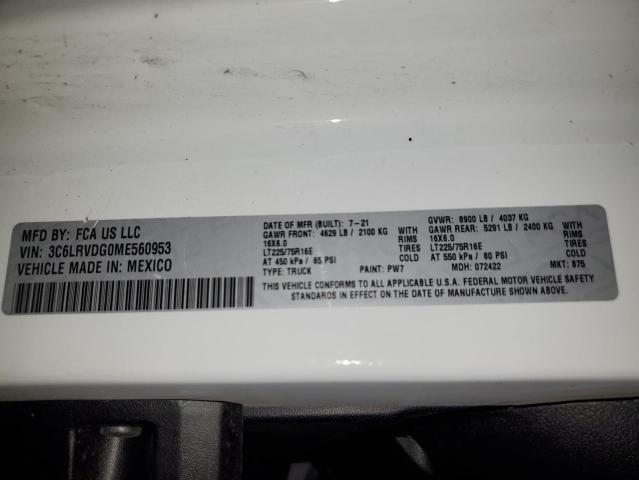 MFD BY: FCA US LLC
VIN: 3C6LRVDG0ME560953
VEHICLE MADE IN: MEXICO
DATE OF MFR (BUILT): 7-21
GAWR FRONT: 4629 LB / 2100 KG
16X6.0 RIMS
LT225/75R16E TIRES
AT 450 kPa / 65 PSI COLD
TYPE: TRUCK PAINT: PW7
GVWR: 8900 LB / 4037 KG
GAWR REAR: 5291 LB / 2400 KG
16X6.0 RIMS
LT225/75R16E TIRES
AT 550 kPa / 80 PSI COLD
MDH: 072422 MKT: 875
THIS VEHICLE CONFORMS TO ALL APPLICABLE U.S.A. FEDERAL MOTOR VEHICLE SAFETY
STANDARDS IN EFFECT ON THE DATE OF MANUFACTURE SHOWN ABOVE.